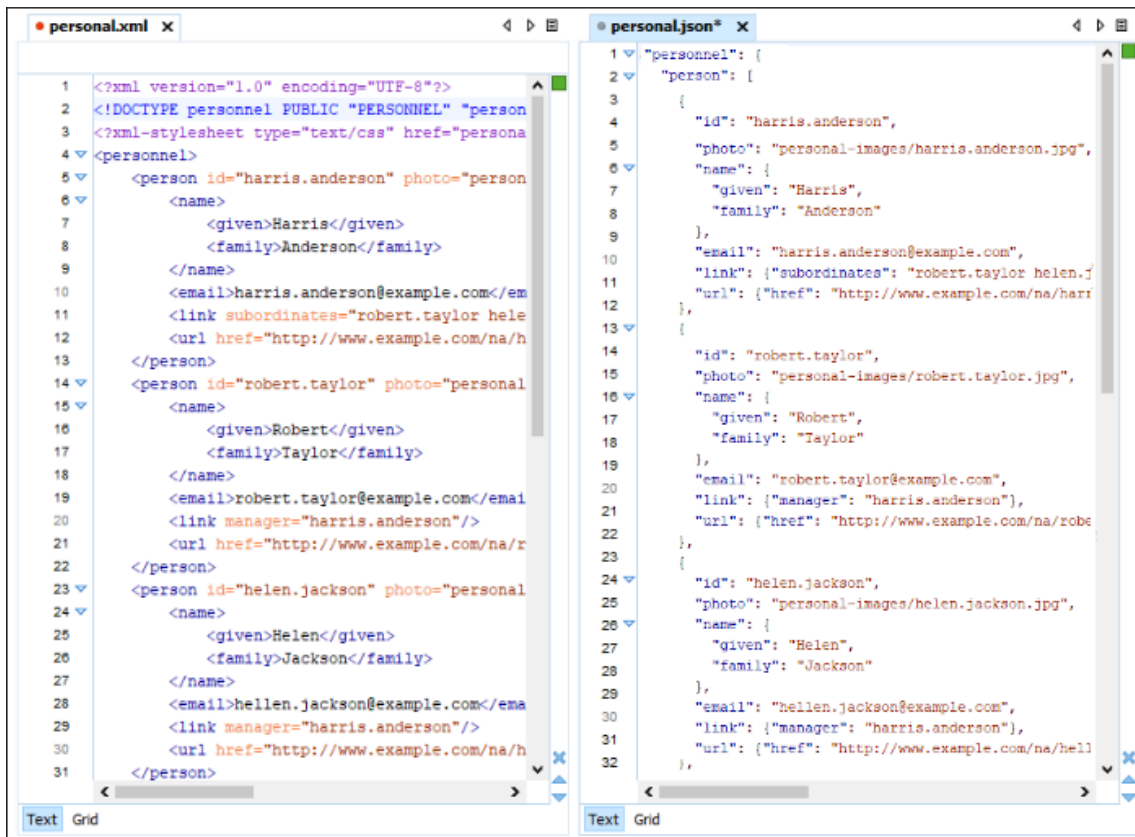 personal.xml
1 <?xml version="1.0" encoding="UTF-8"?>
2 <!DOCTYPE personnel PUBLIC "PERSONNEL" "person
3 <?xml-stylesheet type="text/css" href="persona
4 <personnel>
5 <person id="harris.anderson" photo="person
6 <name>
7 <given>Harris</given>
8 <family>Anderson</family>
9 </name>
10 <email>harris.anderson@example.com</em
11 <link subordinates="robert.taylor hele
12 <url href="http://www.example.com/na/h
13 </person>
14 <person id="robert.taylor" photo="personal
15 <name>
16 <given>Robert</given>
17 <family>Taylor</family>
18 </name>
19 <email>robert.taylor@example.com</emai
20 <link manager="harris.anderson"/>
21 <url href="http://www.example.com/na/r
22 </person>
23 <person id="helen.jackson" photo="personal
24 <name>
25 <given>Helen</given>
26 <family>Jackson</family>
27 </name>
28 <email>hellen.jackson@example.com</ema
29 <link manager="harris.anderson"/>
30 <url href="http://www.example.com/na/h
31 </person>
Text Grid
personal.json*
1 "personnel": {
2 "person": [
3 {
4 "id": "harris.anderson",
5 "photo": "personal-images/harris.anderson.jpg",
6 "name": {
7 "given": "Harris",
8 "family": "Anderson"
9 },
10 "email": "harris.anderson@example.com",
11 "link": {"subordinates": "robert.taylor helen.j
12 "url": {"href": "http://www.example.com/na/harr
},
13 {
14 "id": "robert.taylor",
15 "photo": "personal-images/robert.taylor.jpg",
16 "name": {
17 "given": "Robert",
18 "family": "Taylor"
19 },
20 "email": "robert.taylor@example.com",
21 "link": {"manager": "harris.anderson"},
22 "url": {"href": "http://www.example.com/na/robe
},
23 {
24 "id": "helen.jackson",
25 "photo": "personal-images/helen.jackson.jpg",
26 "name": {
27 "given": "Helen",
28 "family": "Jackson"
29 },
30 "email": "hellen.jackson@example.com",
31 "link": {"manager": "harris.anderson"},
32 "url": {"href": "http://www.example.com/na/hell
},
Text Grid